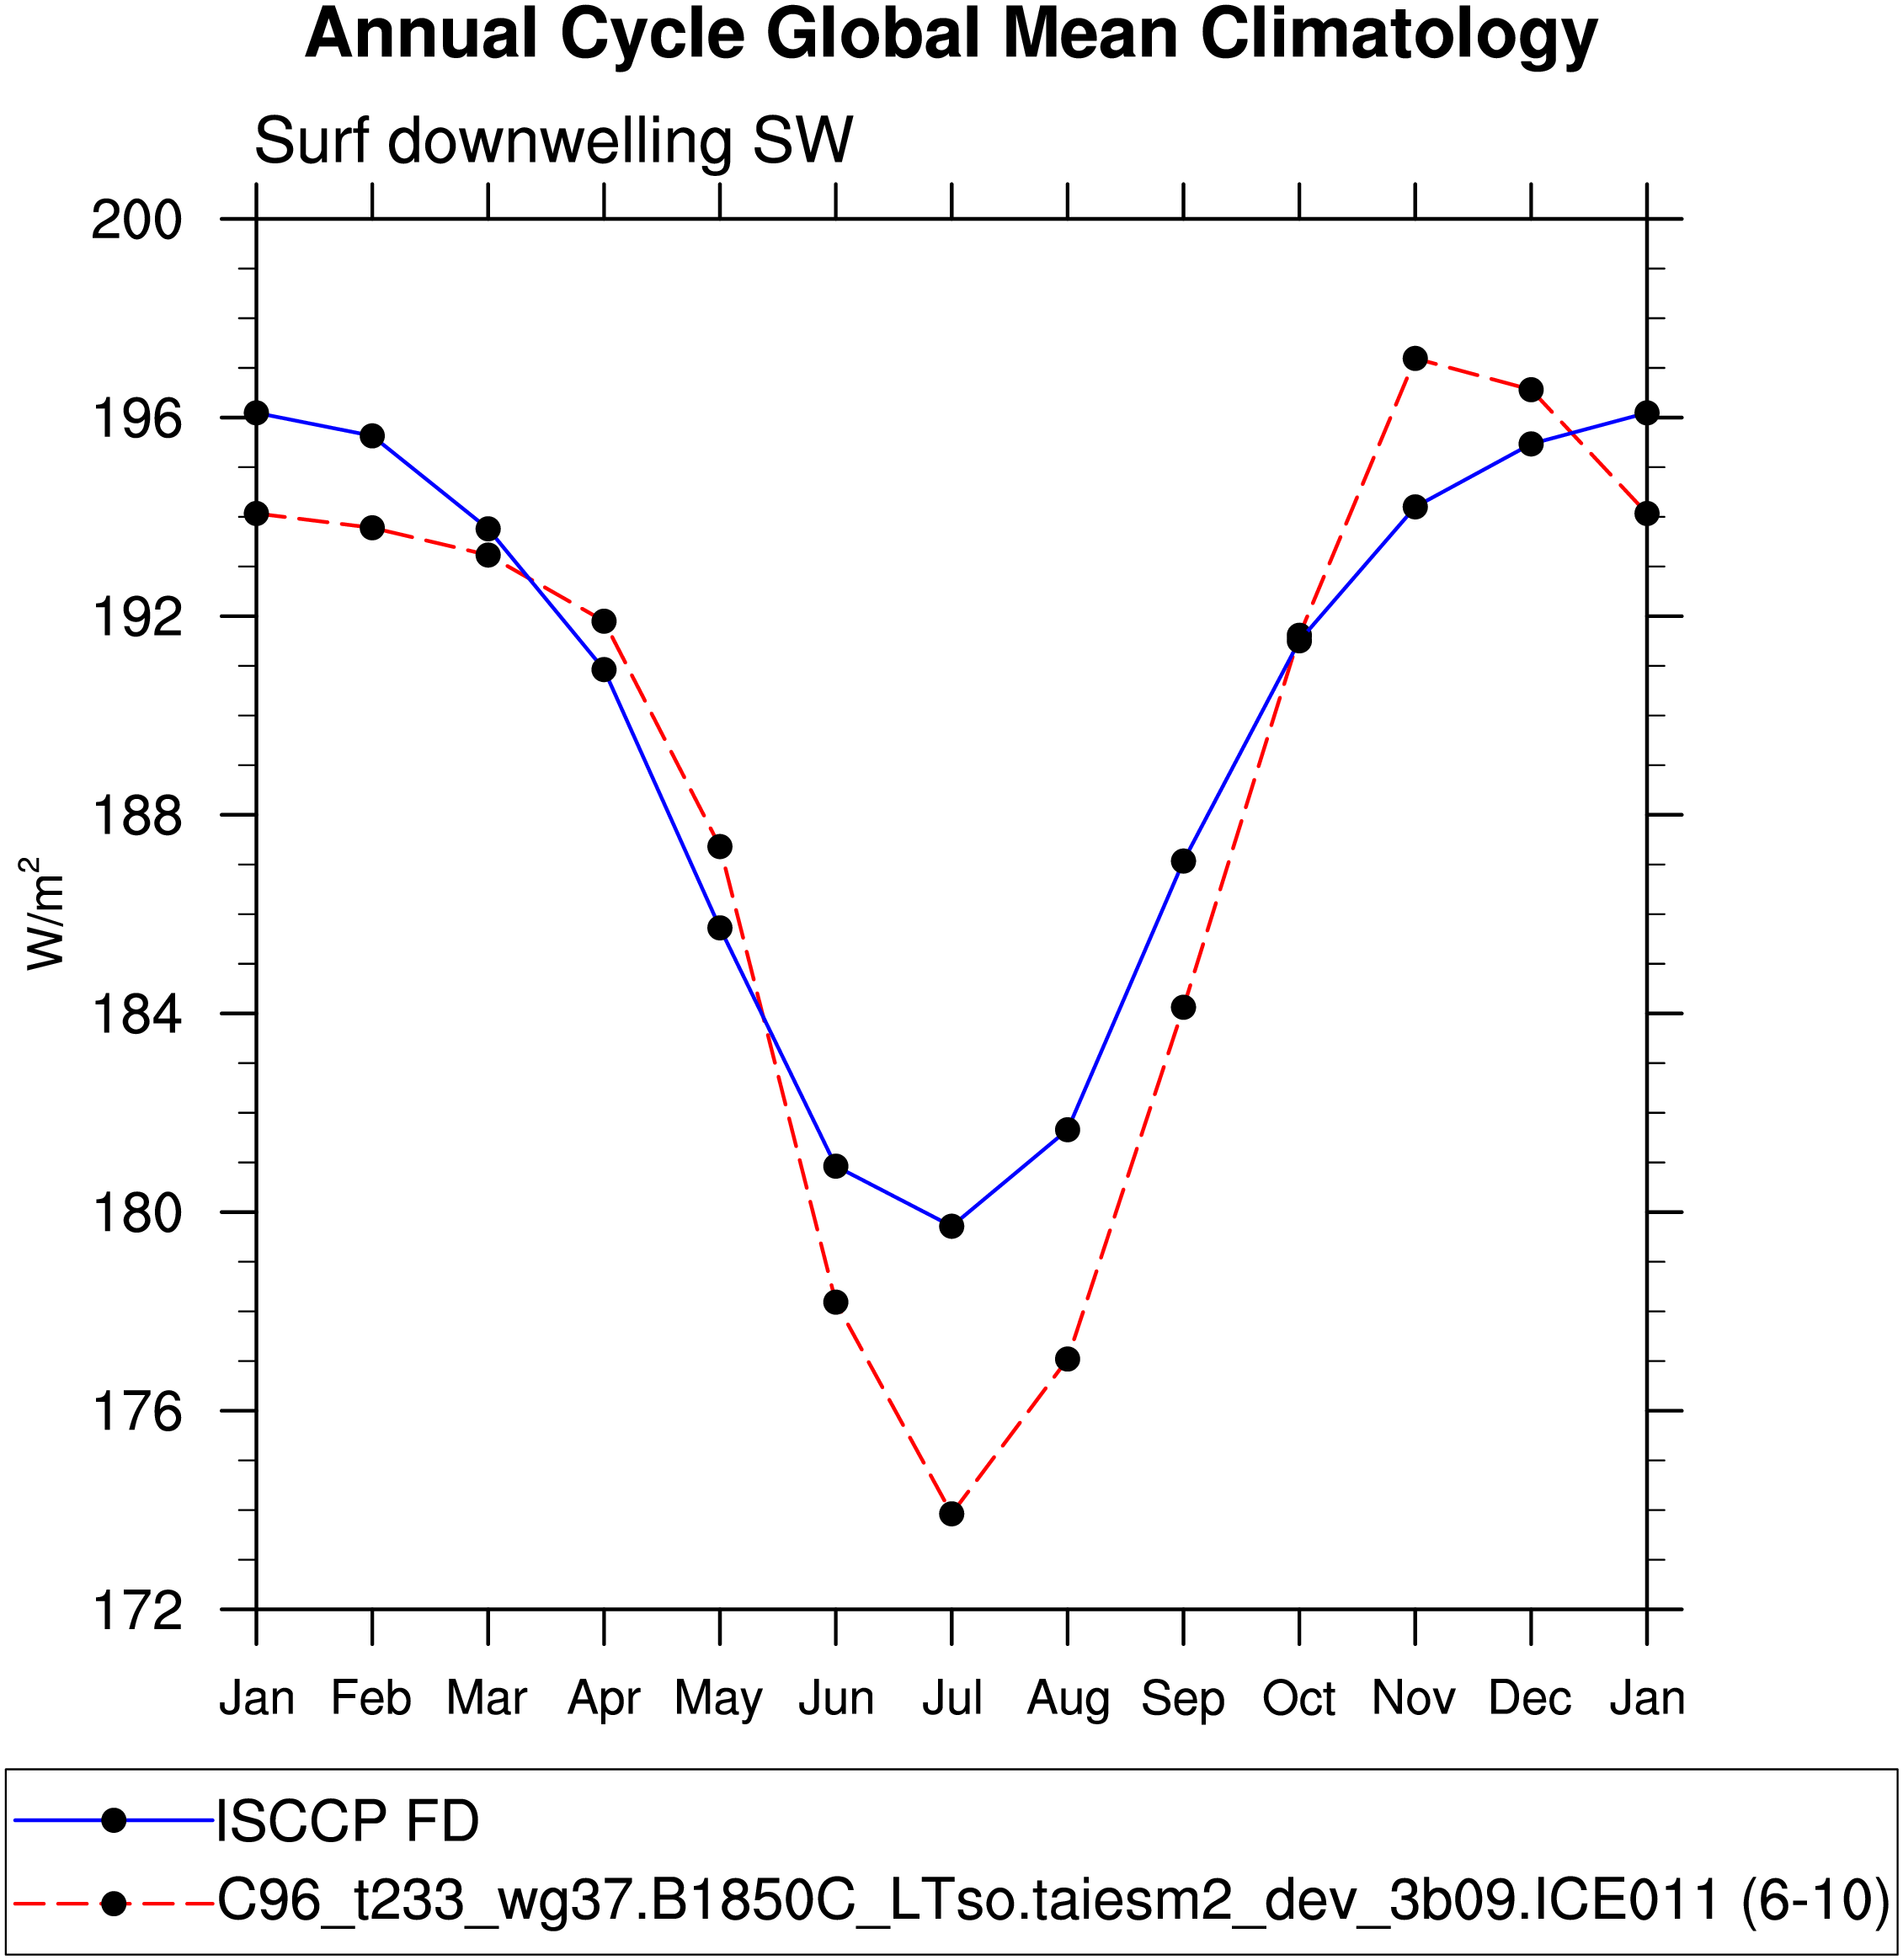 Annual Cycle Global Mean Climatology
Surf downwelling SW
200
196
192
188
184
180
176
172
W/m²
Jan Feb Mar Apr May Jun Jul Aug Sep Oct Nov Dec Jan
ISCCP FD
C96_t233_wg37.B1850C_LTso.taiesm2_dev_3b09.ICE011 (6-10)